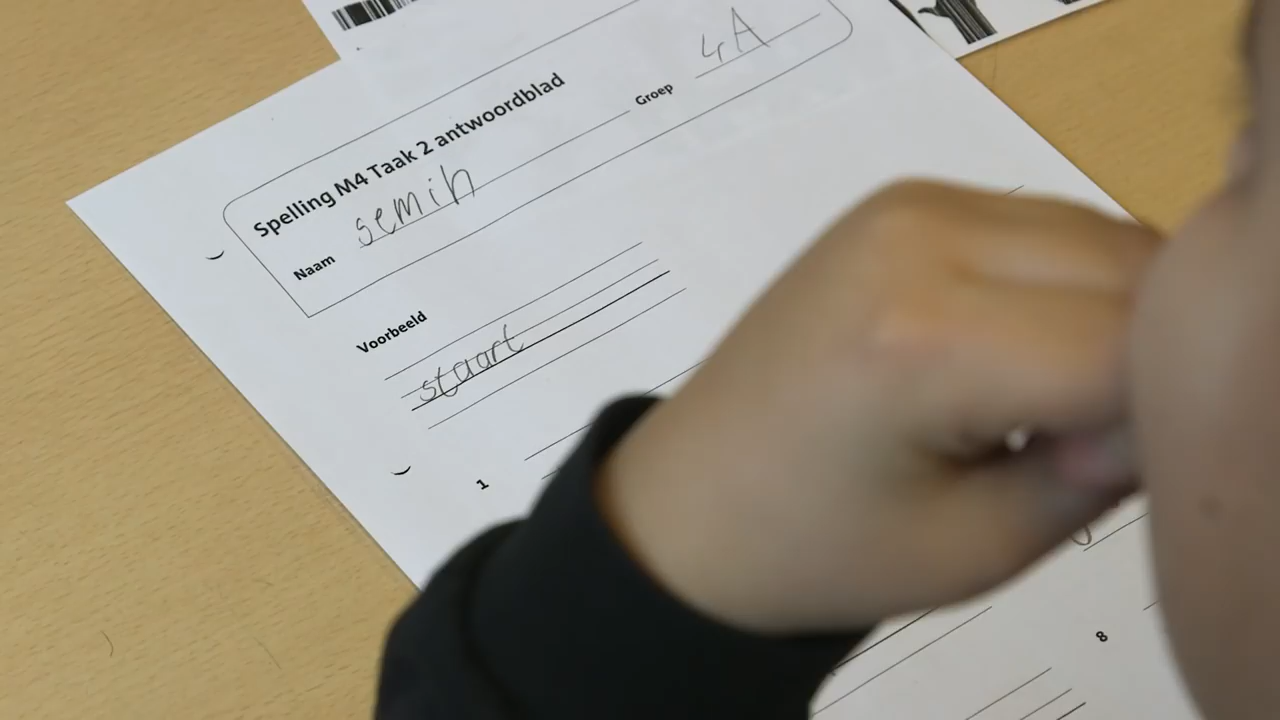 Spelling M4 Taak 2 antwoordblad
Naam semih Groep 4A
Voorbeeld
staart
1
8